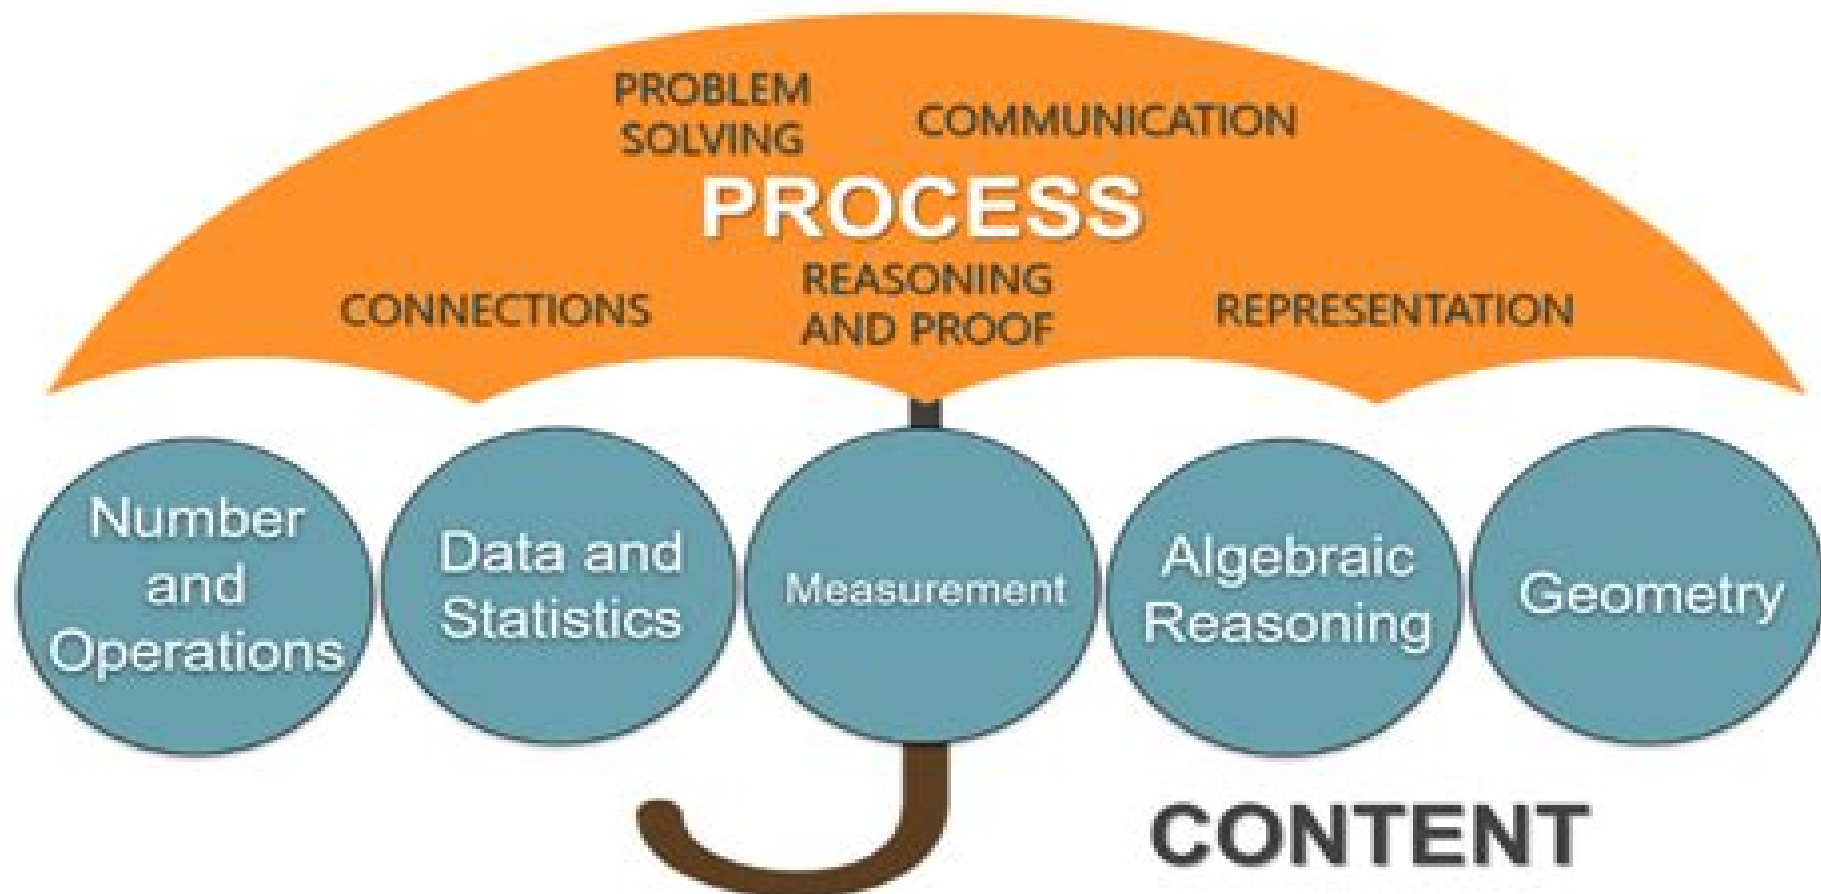 PROBLEM
SOLVING
COMMUNICATION
PROCESS
CONNECTIONS
REASONING
AND PROOF
REPRESENTATION
Number
and
Operations
Data and
Statistics
Measurement
Algebraic
Reasoning
Geometry
CONTENT